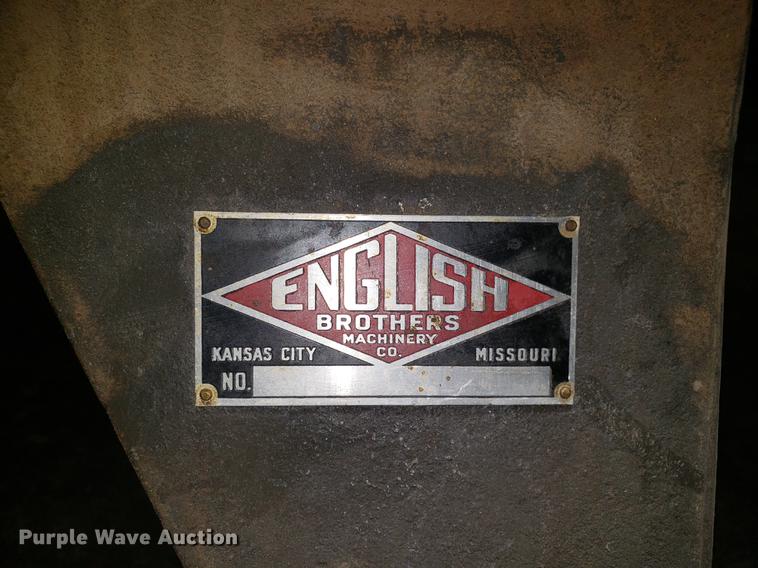 ENGLISH
BROTHERS
MACHINERY
CO.
KANSAS CITY MISSOURI
NO.
Purple Wave Auction